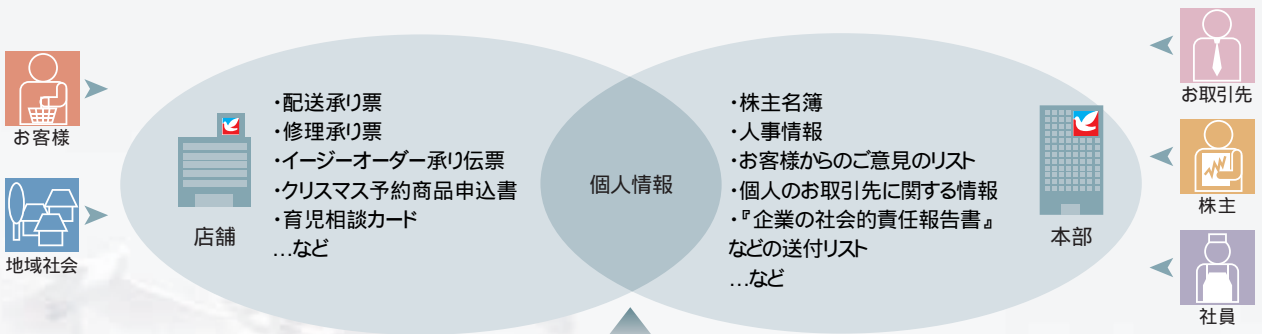 お客様
地域社会
店舗
・配送承り票
・修理承り票
・イージーオーダー承り伝票
・クリスマス予約商品申込書
・育児相談カード
…など
個人情報
・株主名簿
・人事情報
・お客様からのご意見のリスト
・個人のお取引先に関する情報
・『企業の社会的責任報告書』
などの送付リスト
…など
本部
お取引先
株主
社員